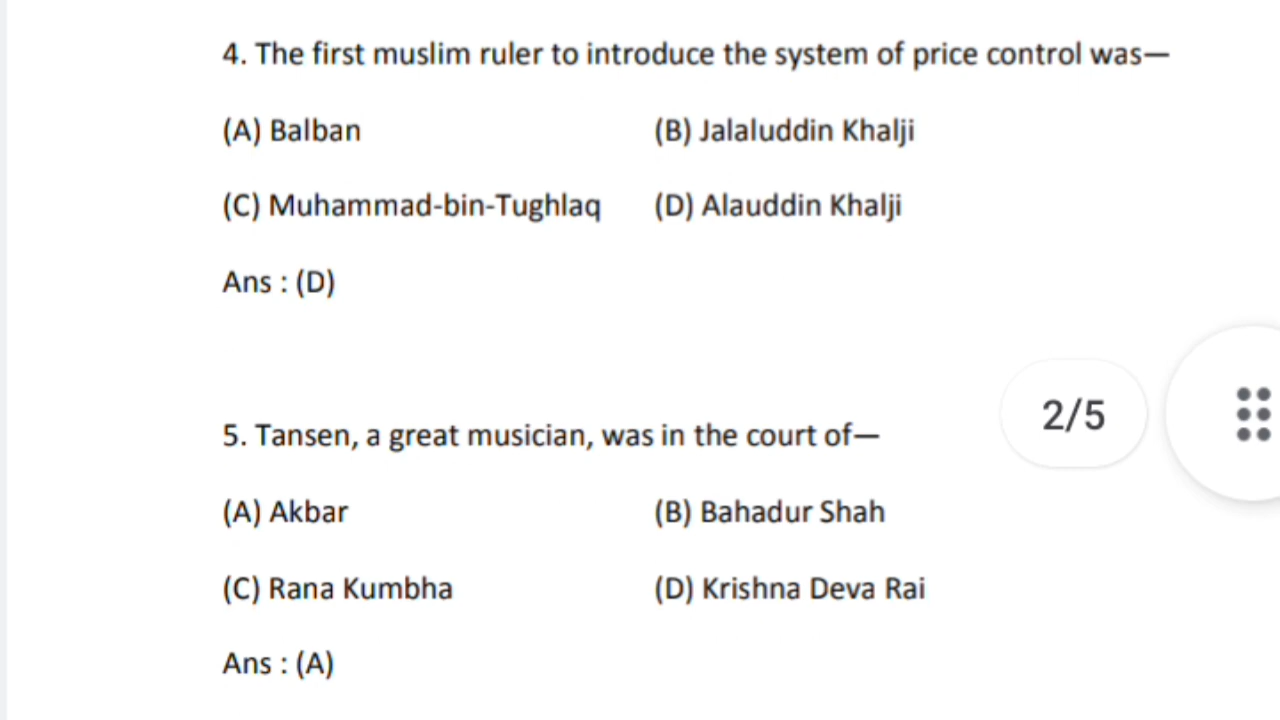 4. The first muslim ruler to introduce the system of price control was—
(A) Balban (B) Jalaluddin Khalji
(C) Muhammad-bin-Tughlaq (D) Alauddin Khalji
Ans : (D)
2/5
5. Tansen, a great musician, was in the court of—
(A) Akbar (B) Bahadur Shah
(C) Rana Kumbha (D) Krishna Deva Rai
Ans : (A)